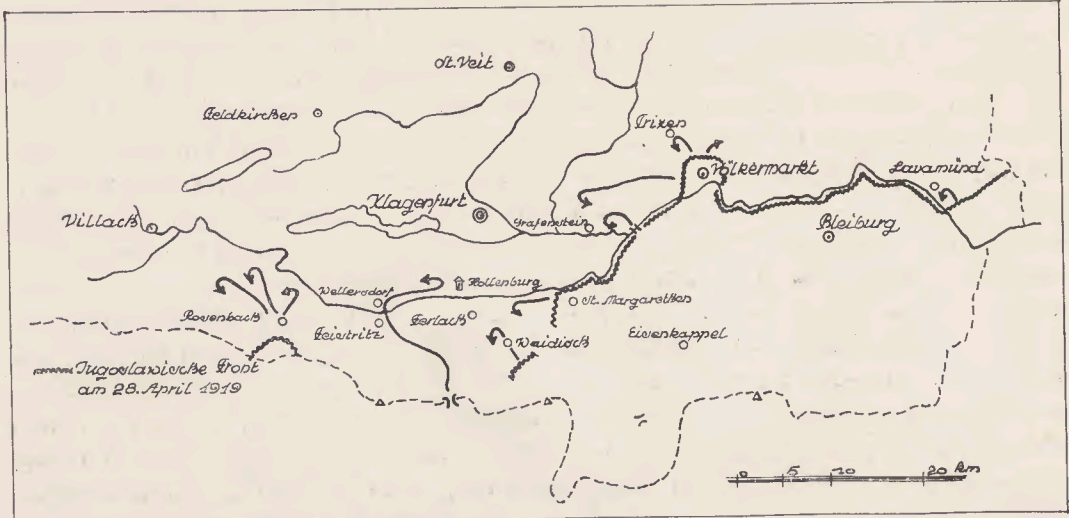 St. Veit
Feldkirchen
Trixen
Völkermarkt
Lavamünd
Klagenfurt
Grafenstein
Villach
Bleiburg
Wellersdorf
Hollenburg
Rosenbach
Feistritz
Ferlach
St. Margarethen
Waidisch
Eisenkappel
Jugoslawische Front
am 28. April 1919
0 5 10 20 km